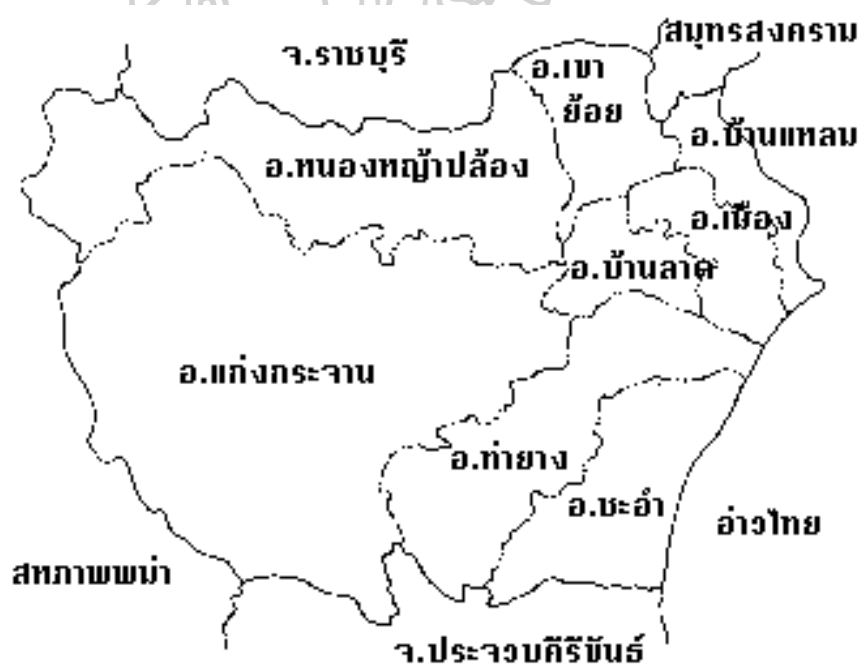 สมุทรสงคราม
จ.ราชบุรี
อ.เขา
ย้อย
อ.บ้านแหลม
อ.หนองหญ้าปล้อง
อ.เมือง
อ.บ้านลาด
อ.แก่งกระจาน
อ.ท่ายาง
อ.ชะอำ
อ่าวไทย
สหภาพพม่า
จ.ประจวบคีรีขันธ์